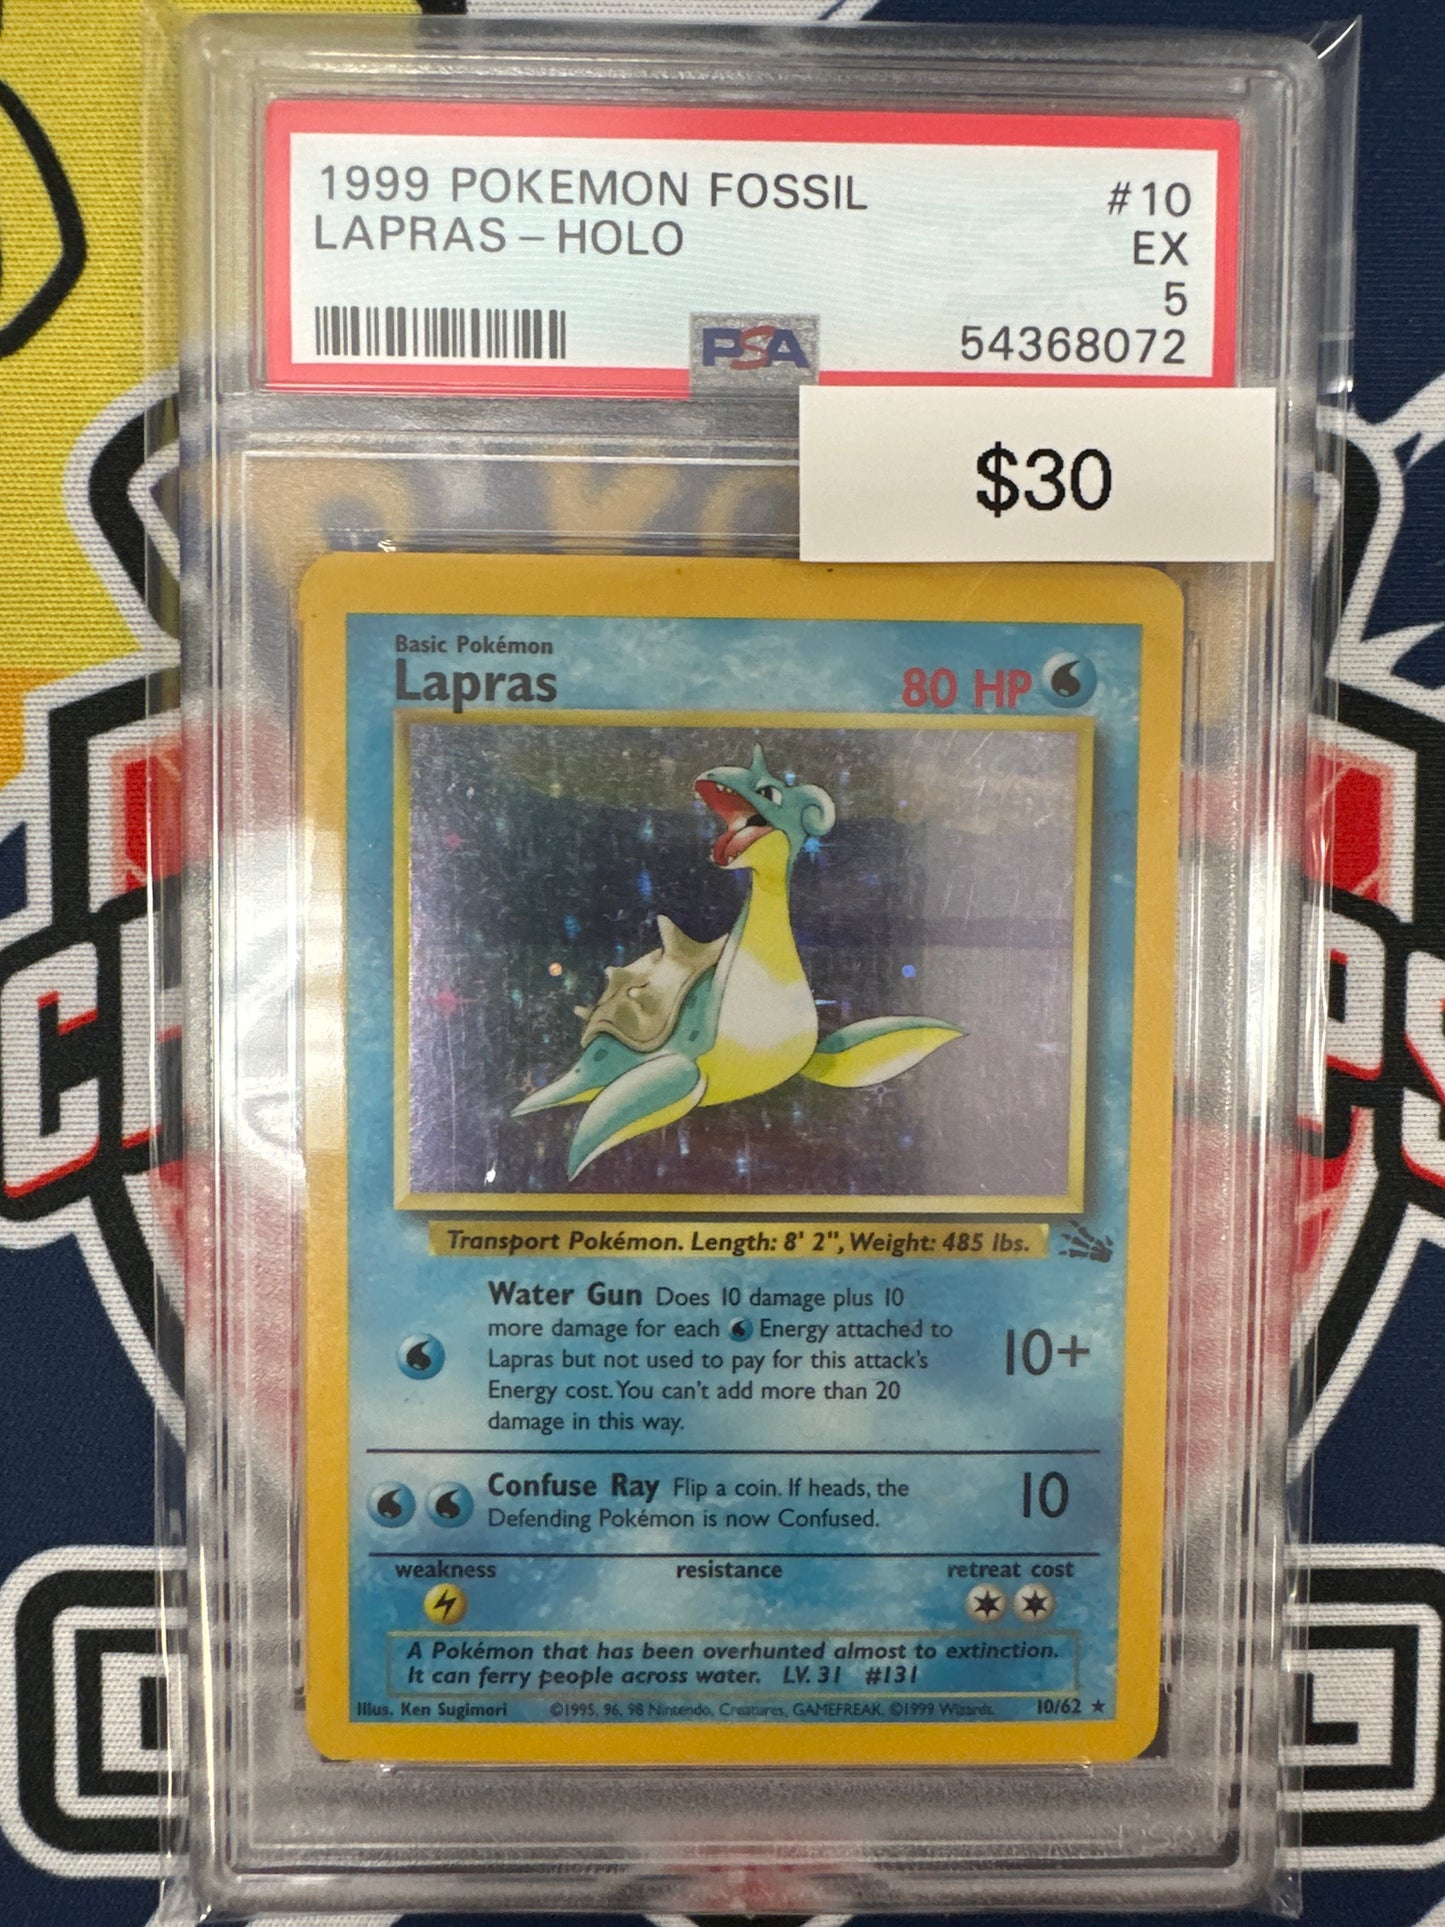 1999 POKEMON FOSSIL #10
LAPRAS – HOLO EX
5
PSA 54368072
$30
Basic Pokémon
Lapras 80 HP
Transport Pokémon. Length: 8' 2", Weight: 485 lbs.
Water Gun Does 10 damage plus 10
more damage for each Energy attached to
Lapras but not used to pay for this attack's
Energy cost. You can't add more than 20
damage in this way.
10+
Confuse Ray Flip a coin. If heads, the
Defending Pokémon is now Confused.
10
weakness resistance retreat cost
A Pokémon that has been overhunted almost to extinction.
It can ferry people across water. LV. 31 #131
Illus. Ken Sugimori ©1995, 96, 98 Nintendo, Creatures, GAMEFREAK. ©1999 Wizards. 10/62 ★